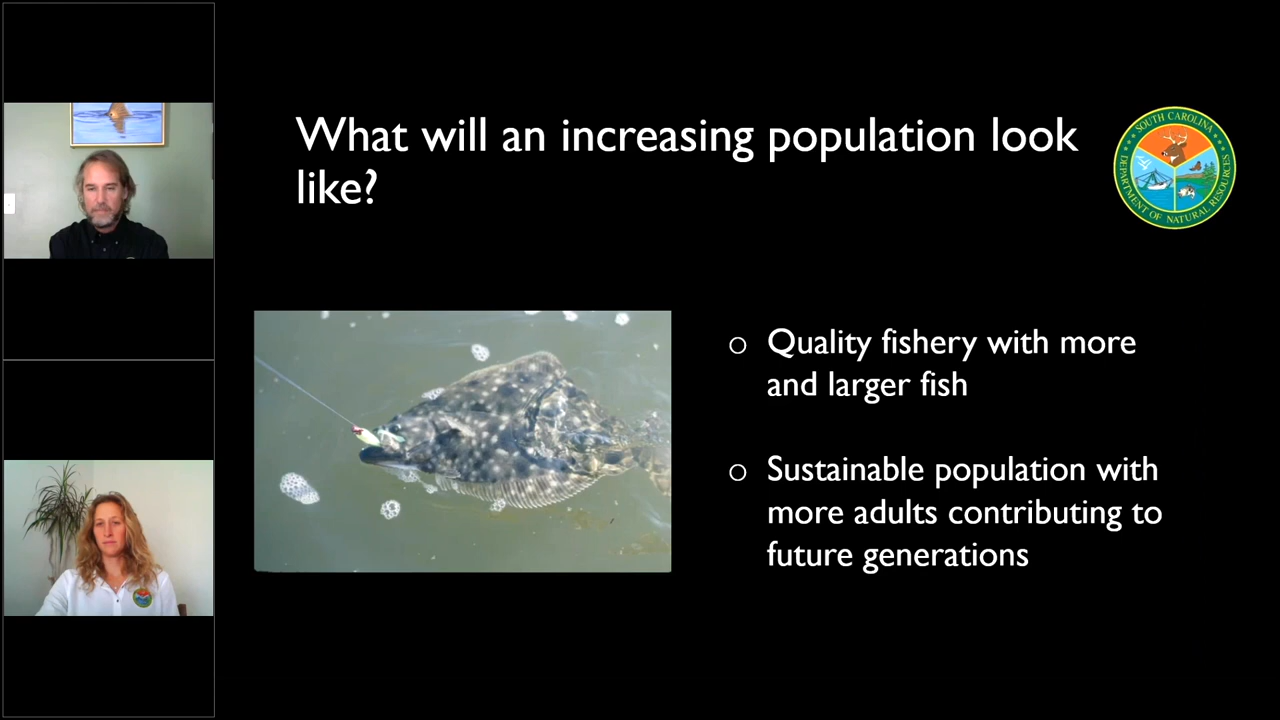 What will an increasing population look
like?
SOUTH CAROLINA
DEPARTMENT OF NATURAL RESOURCES
o Quality fishery with more
and larger fish
o Sustainable population with
more adults contributing to
future generations